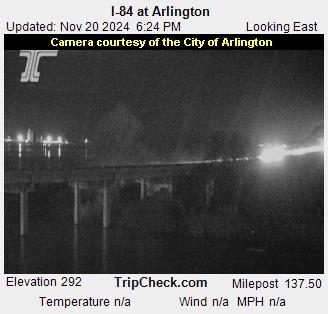 I-84 at Arlington
Updated: Nov 20 2024 6:24 PM Looking East
Camera courtesy of the City of Arlington
Elevation 292 TripCheck.com Milepost 137.50
Temperature n/a Wind n/a MPH n/a